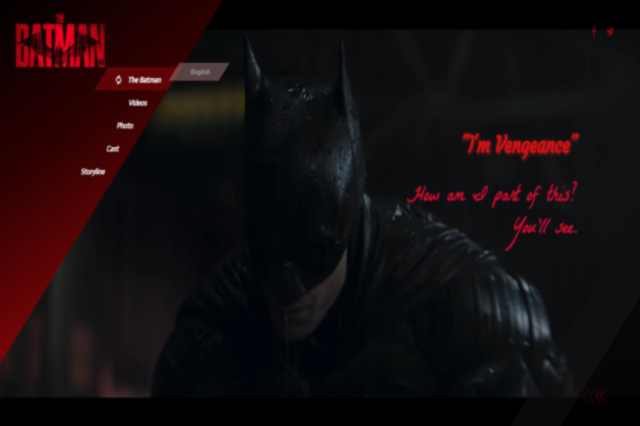 THE
BATMAN
The Batman
English
Videos
Photo
Cast
Storyline
"I'm Vengeance"
How am I part of this?
You'll see.